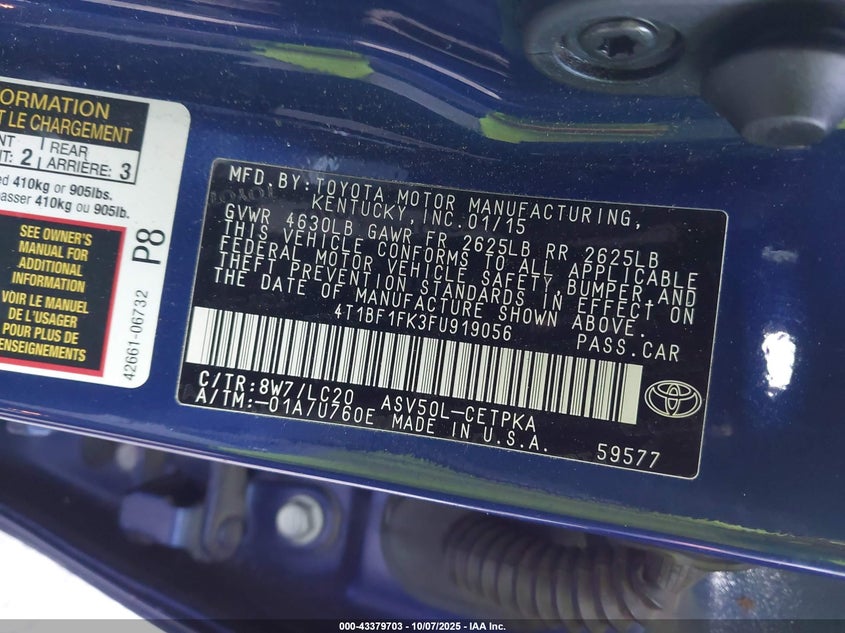 ORMATION
T LE CHARGEMENT
NT REAR
T: 2 ARRIÈRE: 3
ed 410kg or 905lbs.
passer 410kg ou 905lb.
SEE OWNER'S
MANUAL FOR
ADDITIONAL
INFORMATION
VOIR LE MANUEL
DE L'USAGER
POUR PLUS DE
RENSEIGNEMENTS
P8
42661-06732
MFD. BY: TOYOTA MOTOR MANUFACTURING,
KENTUCKY, INC. 01/15
GVWR 4630LB GAWR FR 2625LB RR 2625LB
THIS VEHICLE CONFORMS TO ALL APPLICABLE
FEDERAL MOTOR VEHICLE SAFETY, BUMPER, AND
THEFT PREVENTION STANDARDS IN EFFECT ON
THE DATE OF MANUFACTURE SHOWN ABOVE.
4T1BF1FK3FU919056 PASS.CAR
C/TR:8W7/LC20 ASV50L-CETPKA
A/TM:-01A/U760E MADE IN U.S.A.
59577
000-43379703 - 10/07/2025 - IAA Inc.